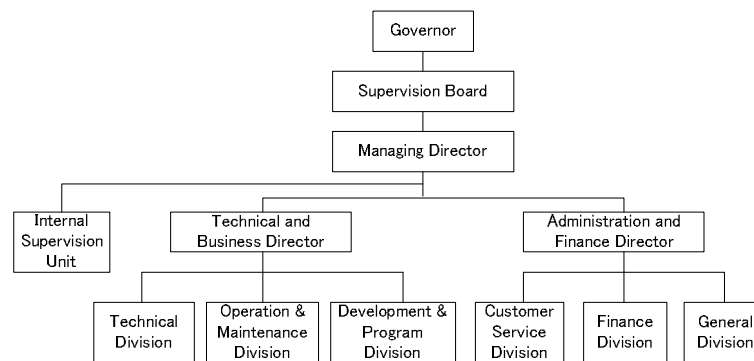 Governor
Supervision Board
Managing Director
Internal
Supervision
Unit
Technical and
Business Director
Administration and
Finance Director
Technical
Division
Operation &
Maintenance
Division
Development &
Program
Division
Customer
Service
Division
Finance
Division
General
Division